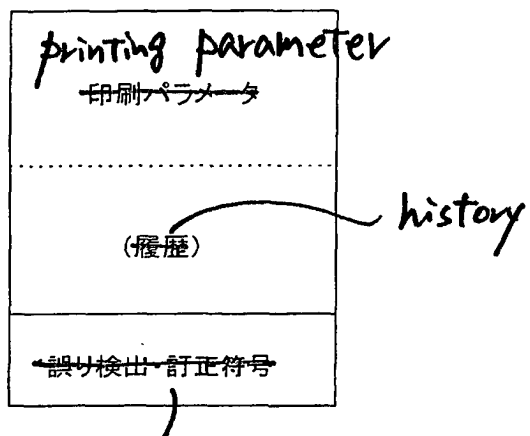 printing parameter
印刷パラメータ
(履歴)
history
誤り検出・訂正符号